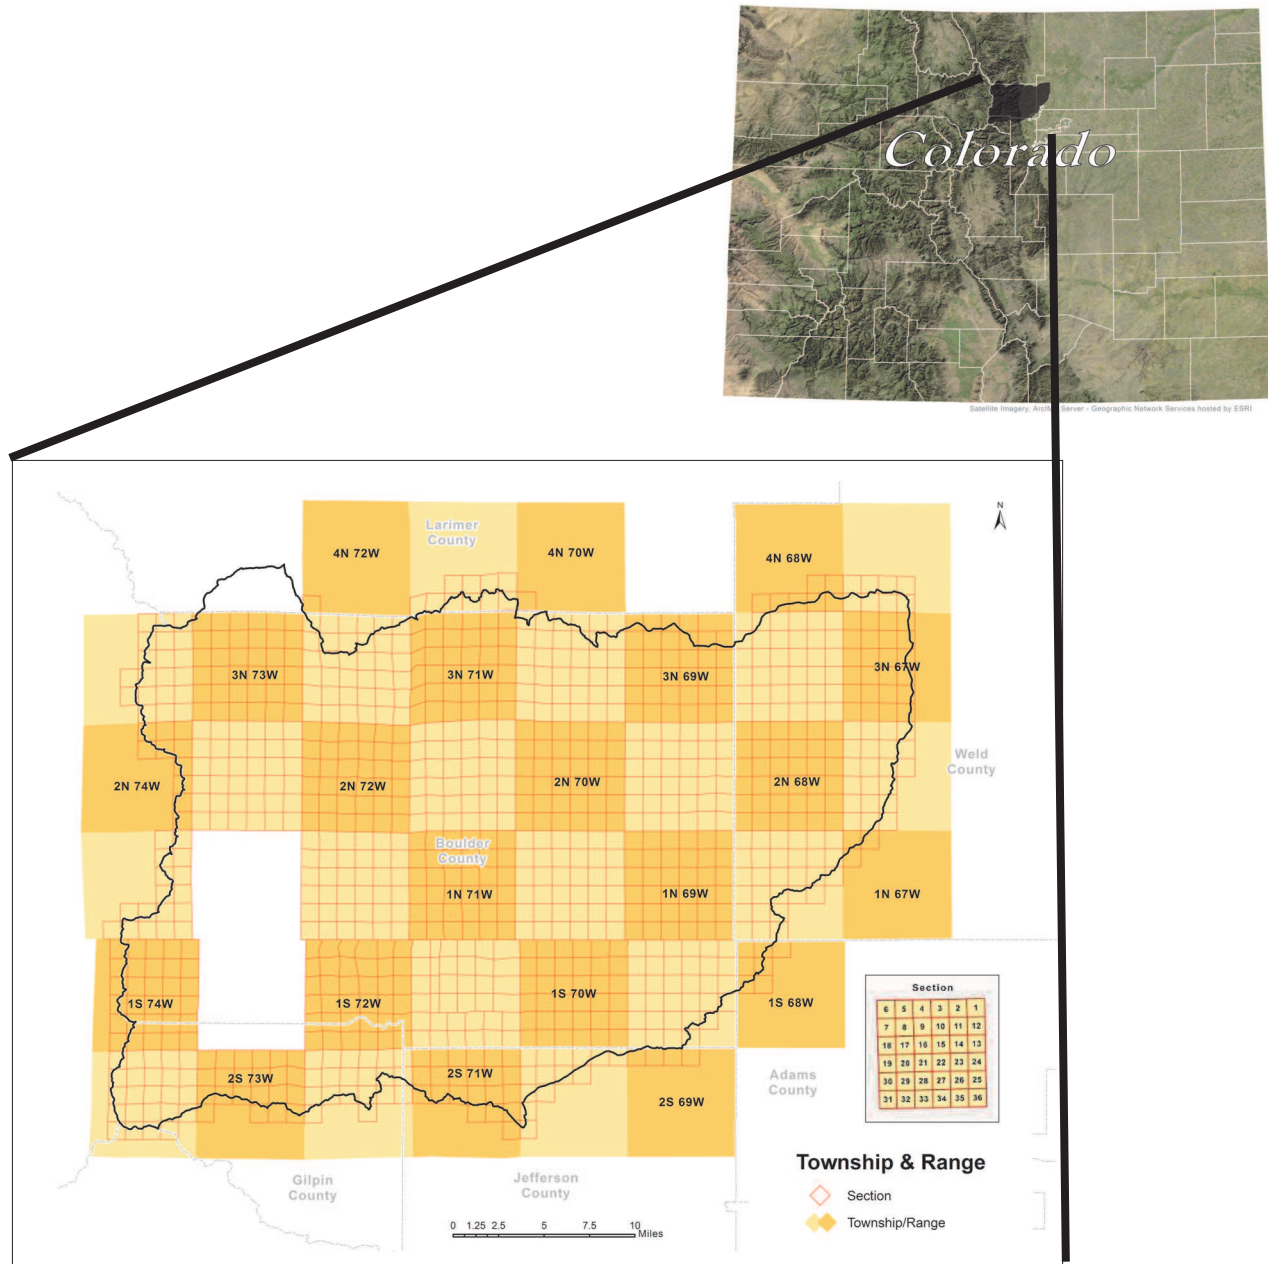 Colorado
Satellite Imagery: ArcIMS Server - Geographic Network Services hosted by ESRI
N
Larimer
County
4N 72W
4N 70W
4N 68W
3N 73W
3N 71W
3N 69W
3N 67W
2N 74W
2N 72W
2N 70W
2N 68W
Weld
County
Boulder
County
1N 71W
1N 69W
1N 67W
1S 74W
1S 72W
1S 70W
1S 68W
2S 73W
2S 71W
2S 69W
Adams
County
Gilpin
County
Jefferson
County
Section
6 5 4 3 2 1
7 8 9 10 11 12
18 17 16 15 14 13
19 20 21 22 23 24
30 29 28 27 26 25
31 32 33 34 35 36
Township & Range
Section
Township/Range
0 1.25 2.5 5 7.5 10
Miles